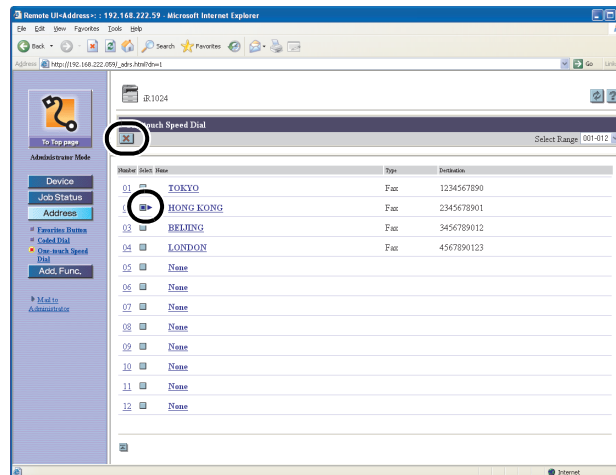 Remote UI<Address>: : 192.168.222.59 - Microsoft Internet Explorer
File Edit View Favorites Tools Help
Back Search Favorites
Address http://192.168.222.059/_adrs.html?dn=1 Go Links
iR1024
To Top page
Administrator Mode
Device
Job Status
Address
Favorites Button
Coded Dial
One-touch Speed
Dial
Add. Func.
Mail to
Administrator
touch Speed Dial
Select Range 001-012
Number Select Name Type Destination
01 TOKYO Fax 1234567890
HONG KONG Fax 2345678901
03 BEIJING Fax 3456789012
04 LONDON Fax 4567890123
05 None
06 None
07 None
08 None
09 None
10 None
11 None
12 None
Internet